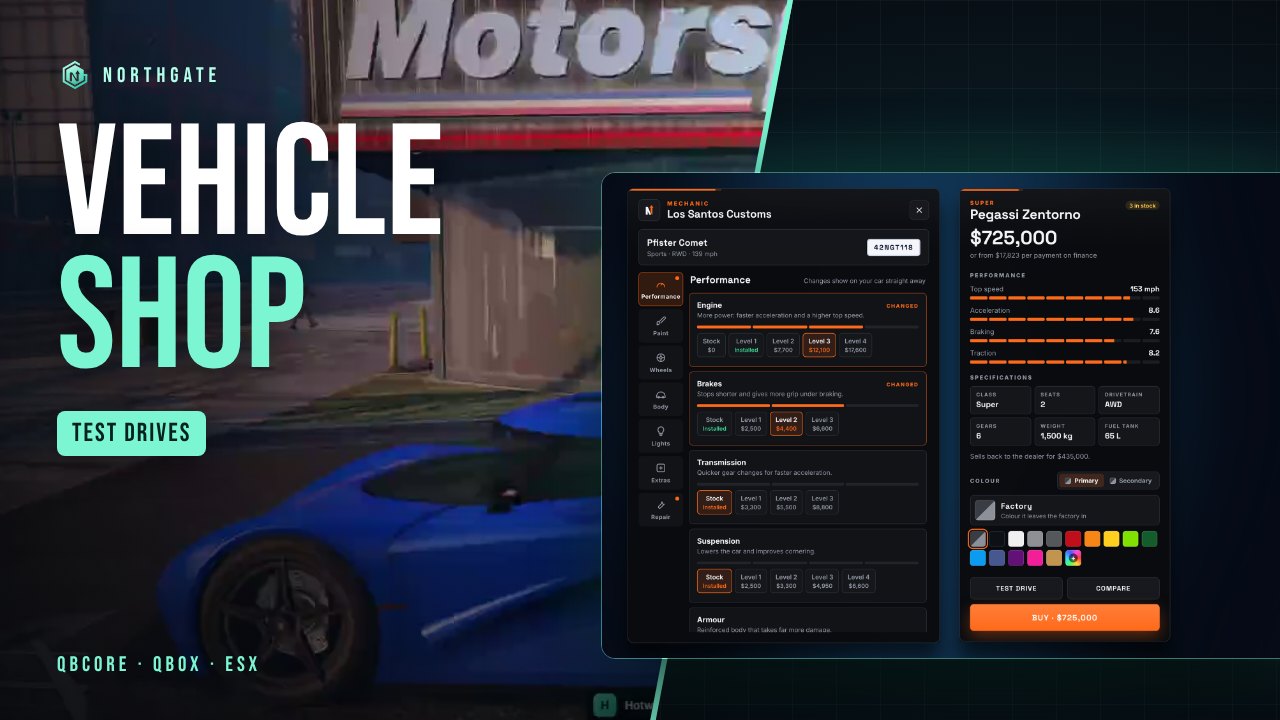 Motors
NORTHGATE
VEHICLE
SHOP
TEST DRIVES
QBCORE · QBOX · ESX
H
MECHANIC
Los Santos Customs
Pfister Comet
Sports · RWD · 139 mph
42NGT118
Performance
Paint
Wheels
Body
Lights
Extras
Repair
Performance
Changes show on your car straight away
Engine
CHANGED
More power: faster acceleration and a higher top speed.
Stock Level 1 Level 2 Level 3 Level 4
$0 Installed $7,700 $12,100 $17,600
Brakes
CHANGED
Stops shorter and gives more grip under braking.
Stock Level 1 Level 2 Level 3
Installed $2,500 $4,400 $6,600
Transmission
Quicker gear changes for faster acceleration.
Stock Level 1 Level 2 Level 3
Installed $3,300 $5,500 $8,800
Suspension
Lowers the car and improves cornering.
Stock Level 1 Level 2 Level 3 Level 4
Installed $2,500 $3,300 $4,950 $6,600
Armour
Reinforced body that takes far more damage.
SUPER
3 in stock
Pegassi Zentorno
$725,000
or from $17,823 per payment on finance
PERFORMANCE
Top speed 153 mph
Acceleration 8.6
Braking 7.6
Traction 8.2
SPECIFICATIONS
CLASS SEATS DRIVETRAIN
Super 2 AWD
GEARS WEIGHT FUEL TANK
6 1,500 kg 65 L
Sells back to the dealer for $435,000.
COLOUR
Primary Secondary
Factory
Colour it leaves the factory in
TEST DRIVE COMPARE
BUY · $725,000